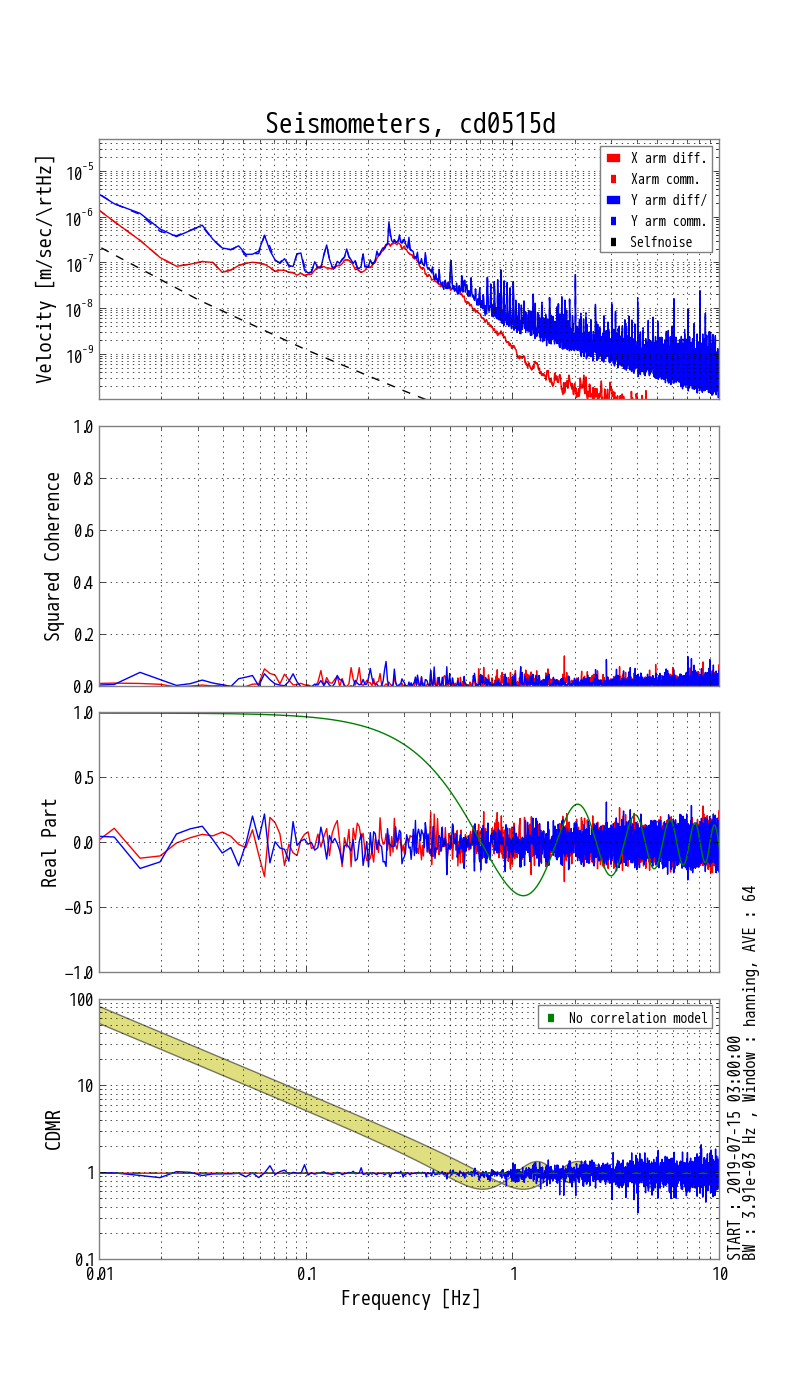 Seismometers, cd0515d
Velocity [m/sec/\rtHz]
10^-5
10^-6
10^-7
10^-8
10^-9
X arm diff.
Xarm comm.
Y arm diff/
Y arm comm.
Selfnoise
Squared Coherence
1.0
0.8
0.6
0.4
0.2
0.0
Real Part
1.0
0.5
0.0
−0.5
−1.0
CDMR
100
10
1
0.1
No correlation model
0.01
0.1
1
10
Frequency [Hz]
START : 2019-07-15 03:00:00
BW : 3.91e-03 Hz , Window : hanning, AVE : 64